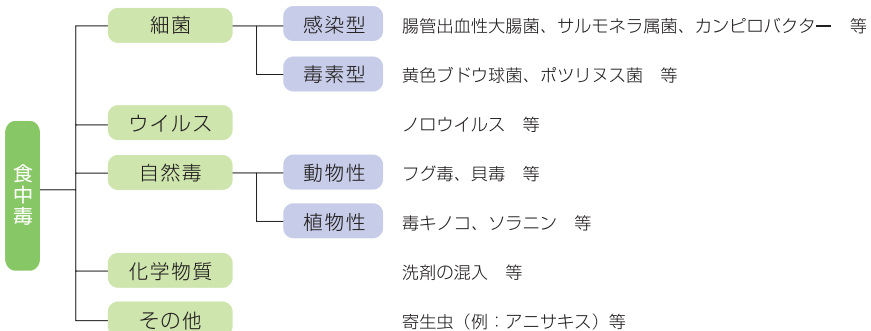 食中毒
細菌
感染型
腸管出血性大腸菌、サルモネラ属菌、カンピロバクター　等
毒素型
黄色ブドウ球菌、ボツリヌス菌　等
ウイルス
ノロウイルス　等
自然毒
動物性
フグ毒、貝毒　等
植物性
毒キノコ、ソラニン　等
化学物質
洗剤の混入　等
その他
寄生虫（例：アニサキス）等